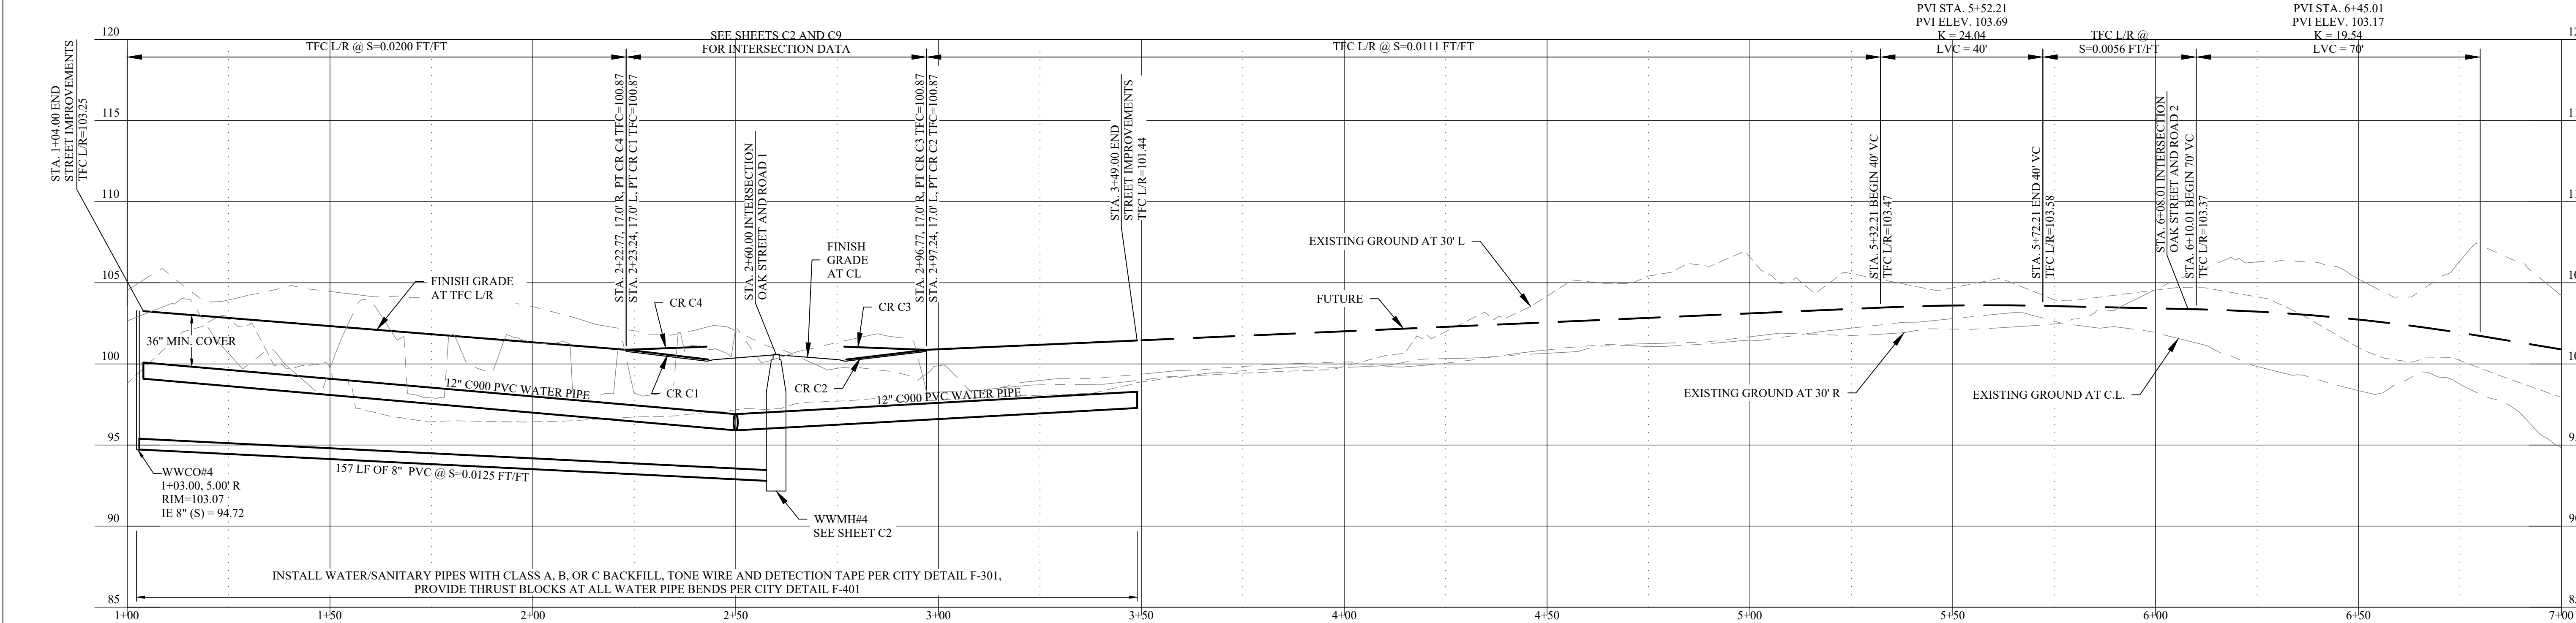 PVI STA. 5+52.21
PVI ELEV. 103.69
K = 24.04
LVC = 40'
PVI STA. 6+45.01
PVI ELEV. 103.17
K = 19.54
LVC = 70'
TFC L/R @ S=0.0200 FT/FT
SEE SHEETS C2 AND C9
FOR INTERSECTION DATA
TFC L/R @ S=0.0111 FT/FT
TFC L/R @
S=0.0056 FT/FT
120
115
110
105
100
95
90
85
STA. 1+04.00 END
STREET IMPROVEMENTS
TFC L/R=103.25
STA. 2+22.77, 17.0' R, PT CR C4 TFC=100.87
STA. 2+23.24, 17.0' L, PT CR C1 TFC=100.87
STA. 2+60.00 INTERSECTION
OAK STREET AND ROAD 1
STA. 2+96.77, 17.0' R, PT CR C3 TFC=100.87
STA. 2+97.24, 17.0' L, PT CR C2 TFC=100.87
STA. 3+49.00 END
STREET IMPROVEMENTS
TFC L/R=101.44
STA. 5+32.21 BEGIN 40' VC
TFC L/R=103.47
STA. 5+72.21 END 40' VC
TFC L/R=103.58
STA. 6+08.01 INTERSECTION
OAK STREET AND ROAD 2
STA. 6+10.01 BEGIN 70' VC
TFC L/R=103.37
FINISH GRADE
AT TFC L/R
36" MIN. COVER
CR C4
CR C1
FINISH
GRADE
AT CL
CR C3
CR C2
EXISTING GROUND AT 30' L
FUTURE
EXISTING GROUND AT 30' R
EXISTING GROUND AT C.L.
12" C900 PVC WATER PIPE
12" C900 PVC WATER PIPE
157 LF OF 8" PVC @ S=0.0125 FT/FT
WWCO#4
1+03.00, 5.00' R
RIM=103.07
IE 8" (S) = 94.72
WWMH#4
SEE SHEET C2
INSTALL WATER/SANITARY PIPES WITH CLASS A, B, OR C BACKFILL, TONE WIRE AND DETECTION TAPE PER CITY DETAIL F-301,
PROVIDE THRUST BLOCKS AT ALL WATER PIPE BENDS PER CITY DETAIL F-401
1+00 1+50 2+00 2+50 3+00 3+50 4+00 4+50 5+00 5+50 6+00 6+50 7+00